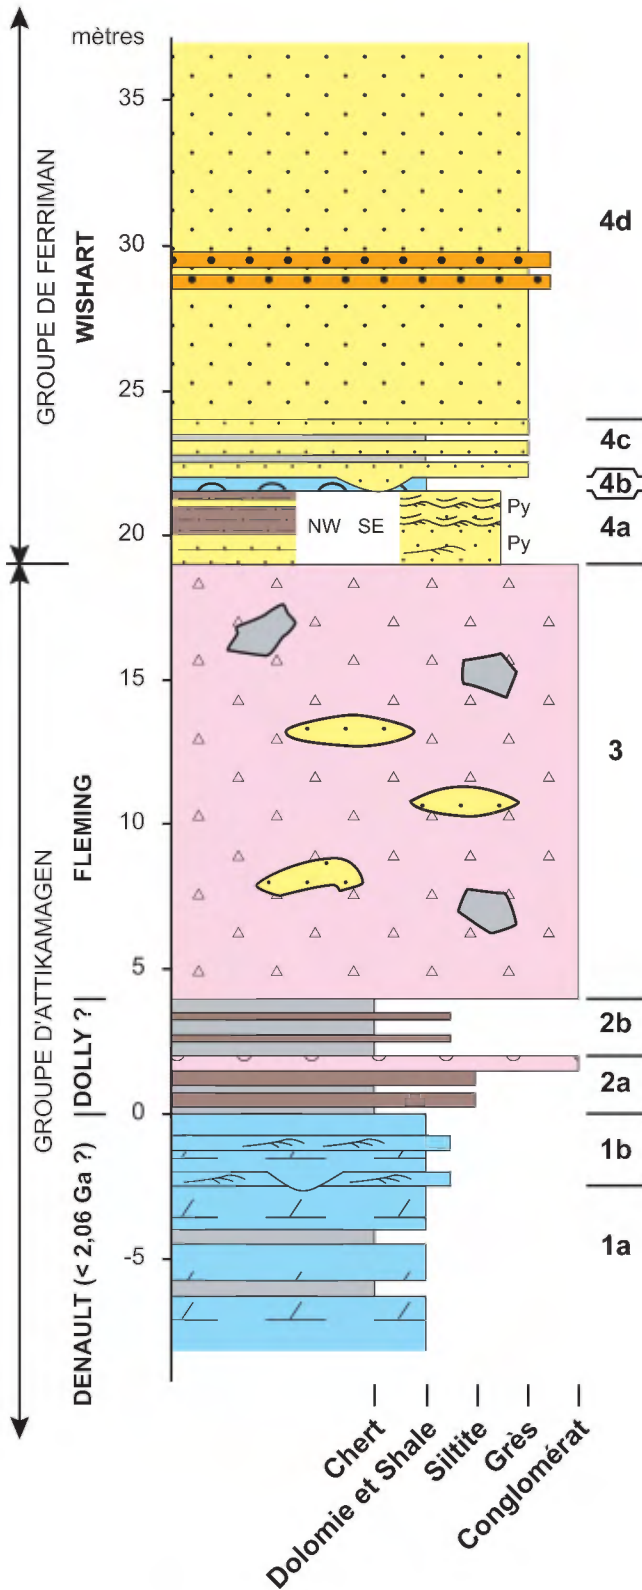 mètres
35
30
25
20
15
10
5
0
-5
GROUPE DE FERRIMAN
WISHART
GROUPE D'ATTIKAMAGEN
FLEMING
DOLLY ?
DENAULT (< 2,06 Ga ?)
4d
4c
4b
4a
3
2b
2a
1b
1a
NW SE
Py
Py
Chert
Dolomie et Shale
Siltite
Grès
Conglomérat